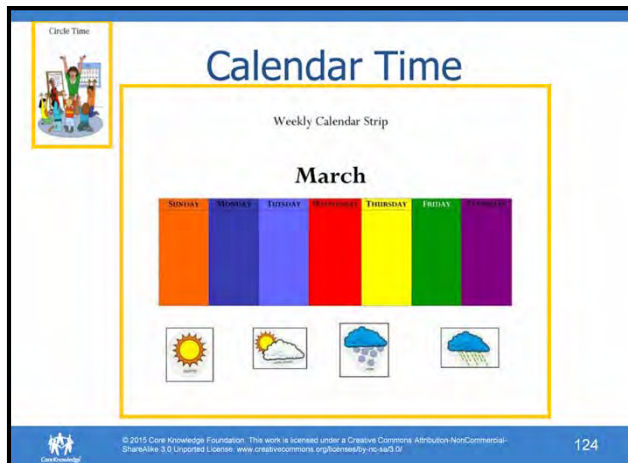 Circle Time
Calendar Time
Weekly Calendar Strip
March
SUNDAY MONDAY TUESDAY WEDNESDAY THURSDAY FRIDAY
© 2015 Core Knowledge Foundation. This work is licensed under a Creative Commons Attribution-NonCommercial-
ShareAlike 3.0 Unported License. www.creativecommons.org/licenses/by-nc-sa/3.0/
124
CoreKnowledge